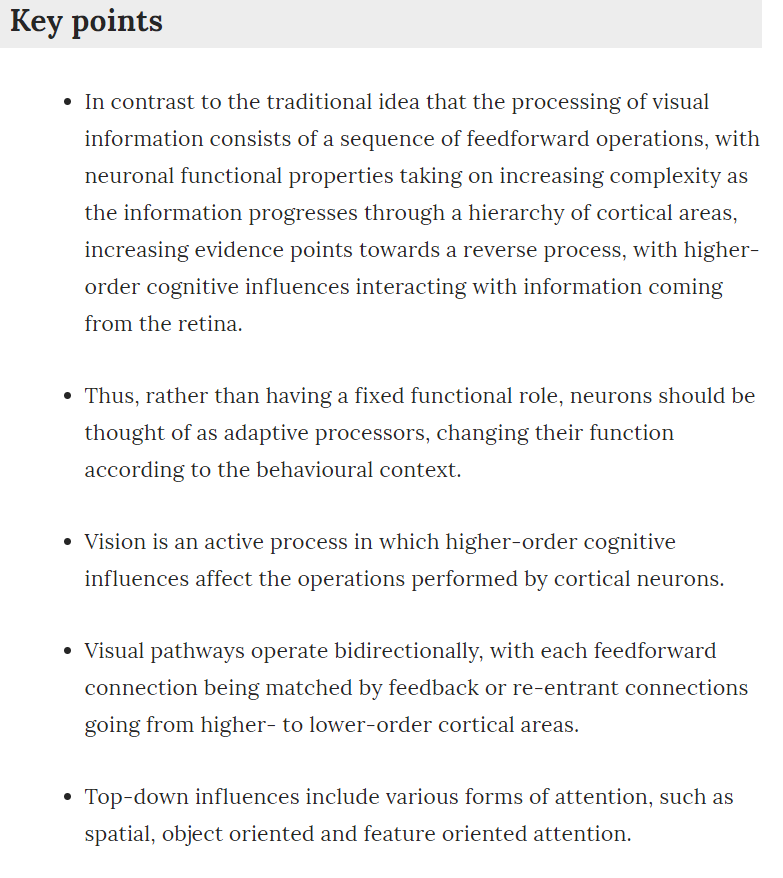 Key points
• In contrast to the traditional idea that the processing of visual
information consists of a sequence of feedforward operations, with
neuronal functional properties taking on increasing complexity as
the information progresses through a hierarchy of cortical areas,
increasing evidence points towards a reverse process, with higher-
order cognitive influences interacting with information coming
from the retina.
• Thus, rather than having a fixed functional role, neurons should be
thought of as adaptive processors, changing their function
according to the behavioural context.
• Vision is an active process in which higher-order cognitive
influences affect the operations performed by cortical neurons.
• Visual pathways operate bidirectionally, with each feedforward
connection being matched by feedback or re-entrant connections
going from higher- to lower-order cortical areas.
• Top-down influences include various forms of attention, such as
spatial, object oriented and feature oriented attention.